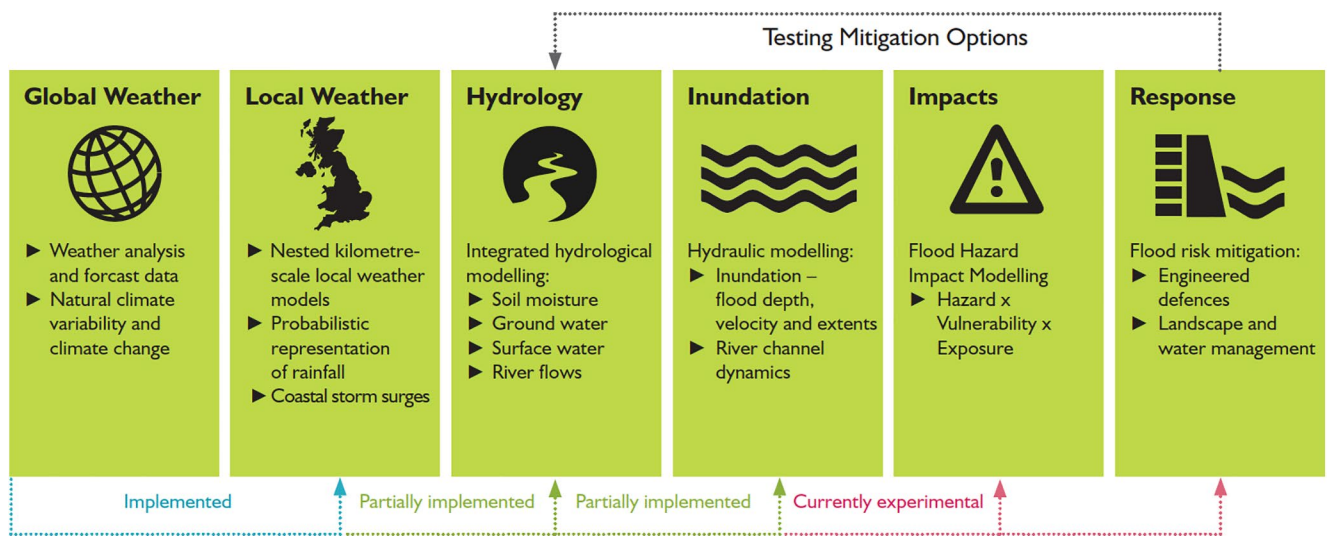 Testing Mitigation Options
Global Weather
► Weather analysis
and forcast data
► Natural climate
variability and
climate change
Local Weather
► Nested kilometre-
scale local weather
models
► Probabilistic
representation
of rainfall
► Coastal storm surges
Hydrology
Integrated hydrological
modelling:
► Soil moisture
► Ground water
► Surface water
► River flows
Inundation
Hydraulic modelling:
► Inundation –
flood depth,
velocity and extents
► River channel
dynamics
Impacts
Flood Hazard
Impact Modelling
► Hazard x
Vulnerability x
Exposure
Response
Flood risk mitigation:
► Engineered
defences
► Landscape and
water management
Implemented
Partially implemented
Partially implemented
Currently experimental